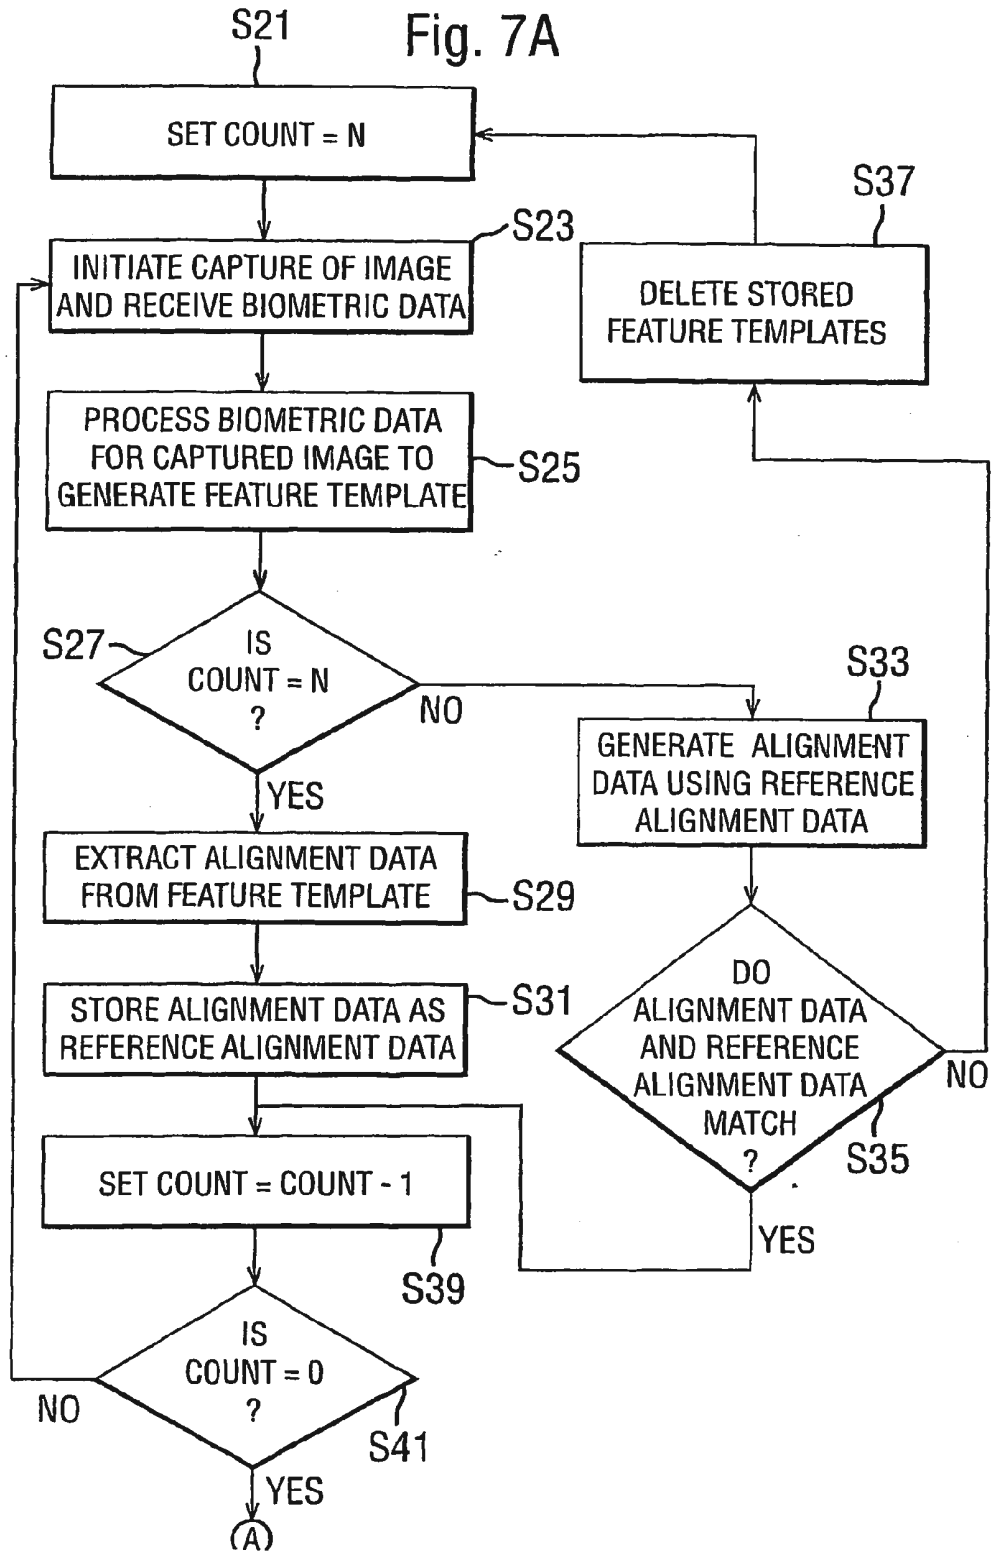 Fig. 7A
S21
SET COUNT = N
S23
INITIATE CAPTURE OF IMAGE
AND RECEIVE BIOMETRIC DATA
S37
DELETE STORED
FEATURE TEMPLATES
PROCESS BIOMETRIC DATA
FOR CAPTURED IMAGE TO
GENERATE FEATURE TEMPLATE
S25
S27
IS
COUNT = N
?
NO
YES
S33
GENERATE ALIGNMENT
DATA USING REFERENCE
ALIGNMENT DATA
EXTRACT ALIGNMENT DATA
FROM FEATURE TEMPLATE
S29
STORE ALIGNMENT DATA AS
REFERENCE ALIGNMENT DATA
S31
DO
ALIGNMENT DATA
AND REFERENCE
ALIGNMENT DATA
MATCH
?
NO
S35
YES
SET COUNT = COUNT - 1
S39
IS
COUNT = 0
?
NO
S41
YES
A